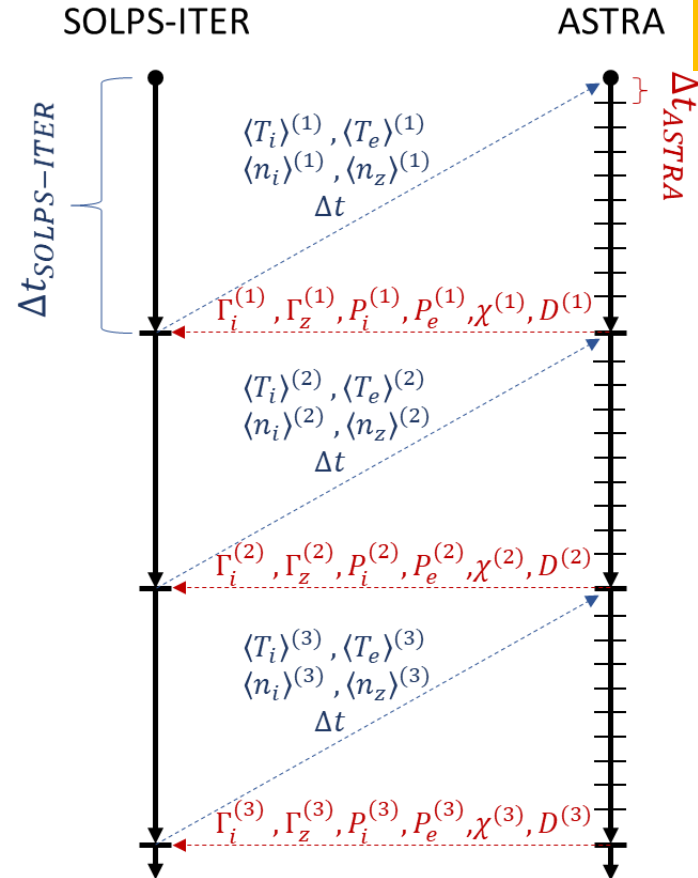 SOLPS-ITER ASTRA
Δt_SOLPS−ITER
Δt_ASTRA
⟨T_i⟩^(1) , ⟨T_e⟩^(1)
⟨n_i⟩^(1) , ⟨n_z⟩^(1)
Δt
Γ_i^(1) , Γ_z^(1), P_i^(1), P_e^(1), χ^(1), D^(1)
⟨T_i⟩^(2) , ⟨T_e⟩^(2)
⟨n_i⟩^(2) , ⟨n_z⟩^(2)
Δt
Γ_i^(2) , Γ_z^(2), P_i^(2), P_e^(2), χ^(2), D^(2)
⟨T_i⟩^(3) , ⟨T_e⟩^(3)
⟨n_i⟩^(3) , ⟨n_z⟩^(3)
Δt
Γ_i^(3) , Γ_z^(3), P_i^(3), P_e^(3), χ^(3), D^(3)